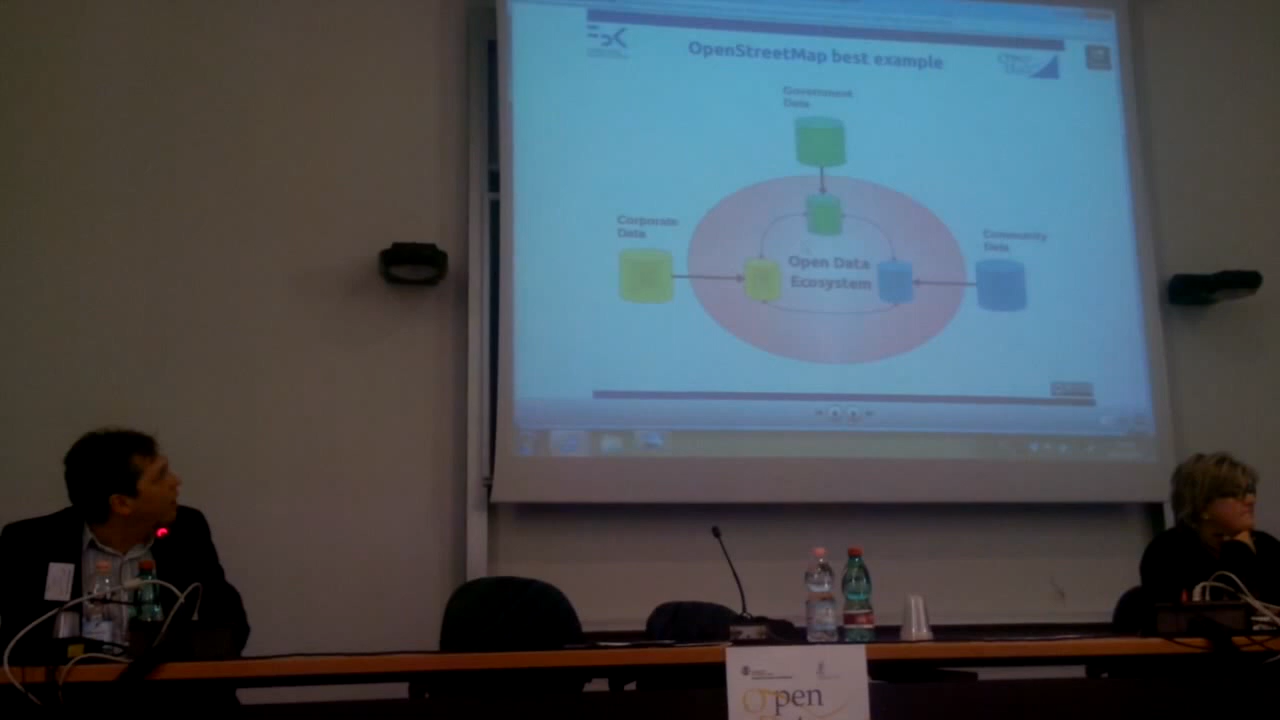 OpenStreetMap best example
Government
Data
Corporate
Data
Community
Data
Open Data
Ecosystem
Open